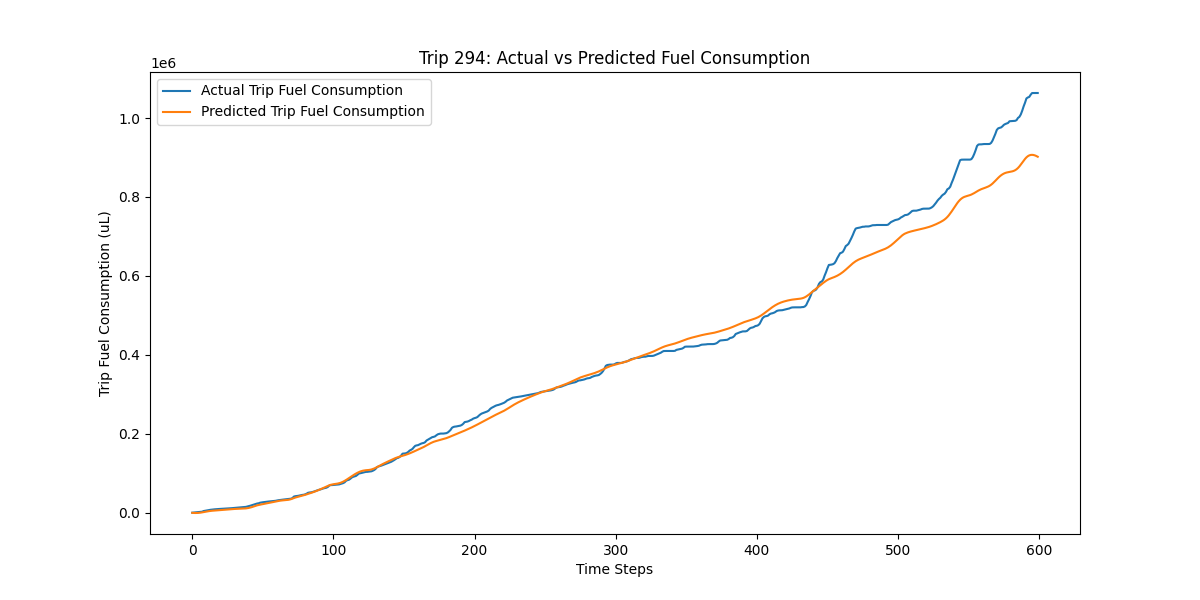 Trip 294: Actual vs Predicted Fuel Consumption
1e6
Actual Trip Fuel Consumption
Predicted Trip Fuel Consumption
Trip Fuel Consumption (uL)
1.0
0.8
0.6
0.4
0.2
0.0
0 100 200 300 400 500 600
Time Steps